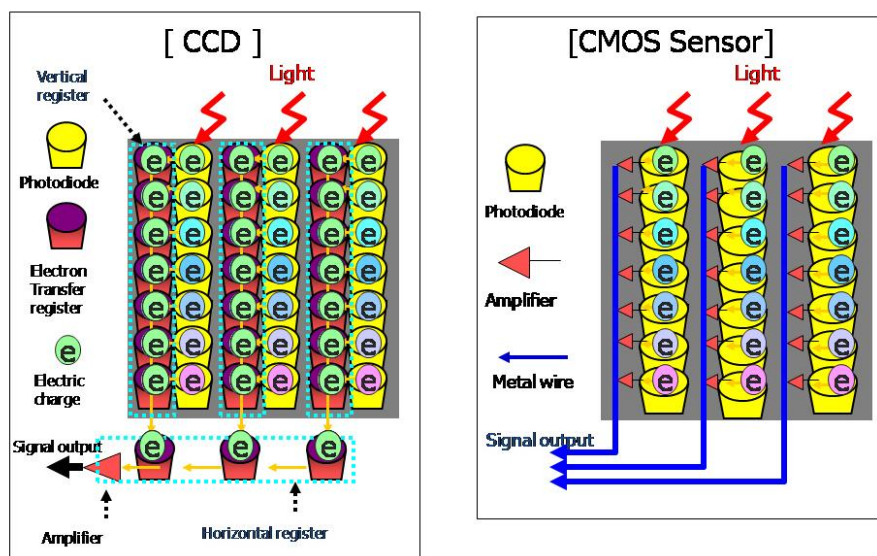 [ CCD ]
Vertical
register
Light
Photodiode
Electron
Transfer
register
e
Electric
charge
e e e e e e
e e e e e e
e e e e e e
e e e e e e
e e e e e e
e e e e e e
e e e e e e
e e e
Signal output
Amplifier
Horizontal register
[CMOS Sensor]
Light
Photodiode
Amplifier
Metal wire
e e e
e e e
e e e
e e e
e e e
e e e
e e e
Signal output